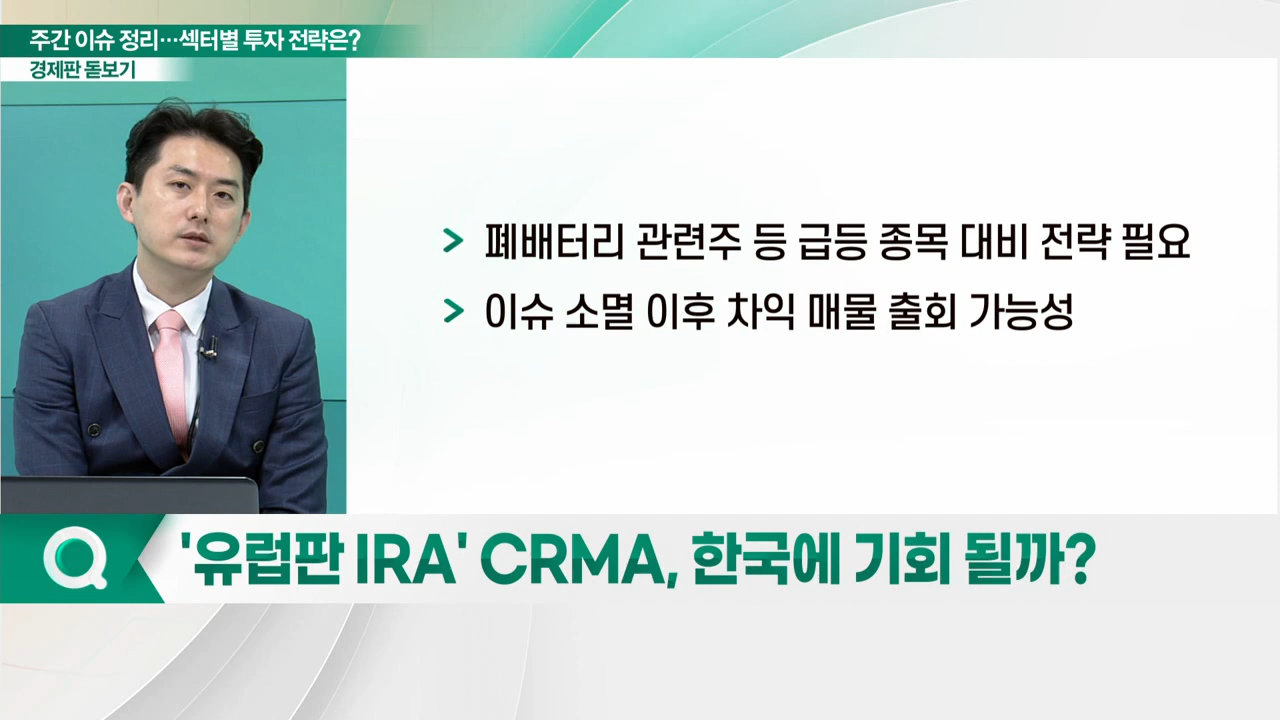 주간 이슈 정리…섹터별 투자 전략은?
경제판 돋보기
> 폐배터리 관련주 등 급등 종목 대비 전략 필요
> 이슈 소멸 이후 차익 매물 출회 가능성
'유럽판 IRA' CRMA, 한국에 기회 될까?